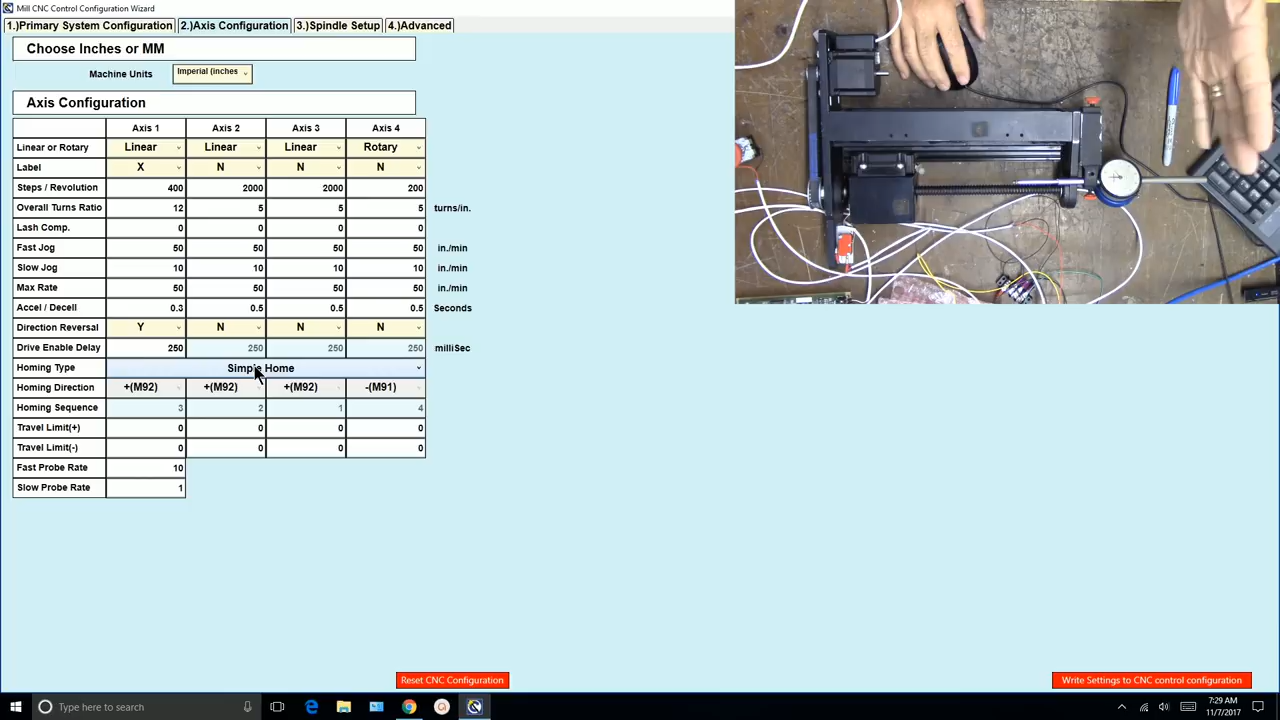 Mill CNC Control Configuration Wizard
1.)Primary System Configuration 2.)Axis Configuration 3.)Spindle Setup 4.)Advanced
Choose Inches or MM
Machine Units Imperial (inches
Axis Configuration
Axis 1 Axis 2 Axis 3 Axis 4
Linear or Rotary Linear Linear Linear Rotary
Label X N N N
Steps / Revolution 400 2000 2000 200
Overall Turns Ratio 12 5 5 5 turns/in.
Lash Comp. 0 0 0 0
Fast Jog 50 50 50 50 in./min
Slow Jog 10 10 10 10 in./min
Max Rate 50 50 50 50 in./min
Accel / Decell 0.3 0.5 0.5 0.5 Seconds
Direction Reversal Y N N N
Drive Enable Delay 250 250 250 250 milliSec
Homing Type Simple Home
Homing Direction +(M92) +(M92) +(M92) -(M91)
Homing Sequence 3 2 1 4
Travel Limit(+) 0 0 0 0
Travel Limit(-) 0 0 0 0
Fast Probe Rate 10
Slow Probe Rate 1
Reset CNC Configuration Write Settings to CNC control configuration
Type here to search
7:29 AM
11/7/2017